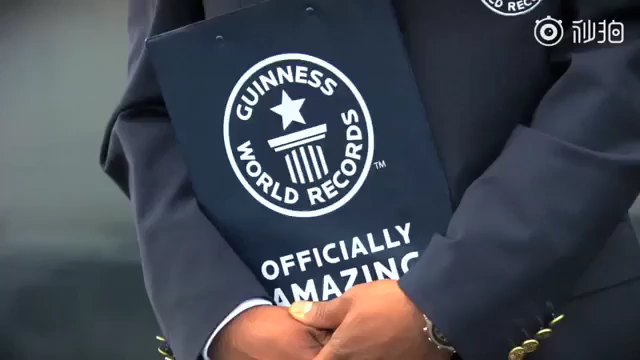 秒拍
GUINNESS
WORLD RECORDS
TM
OFFICIALLY
AMAZING